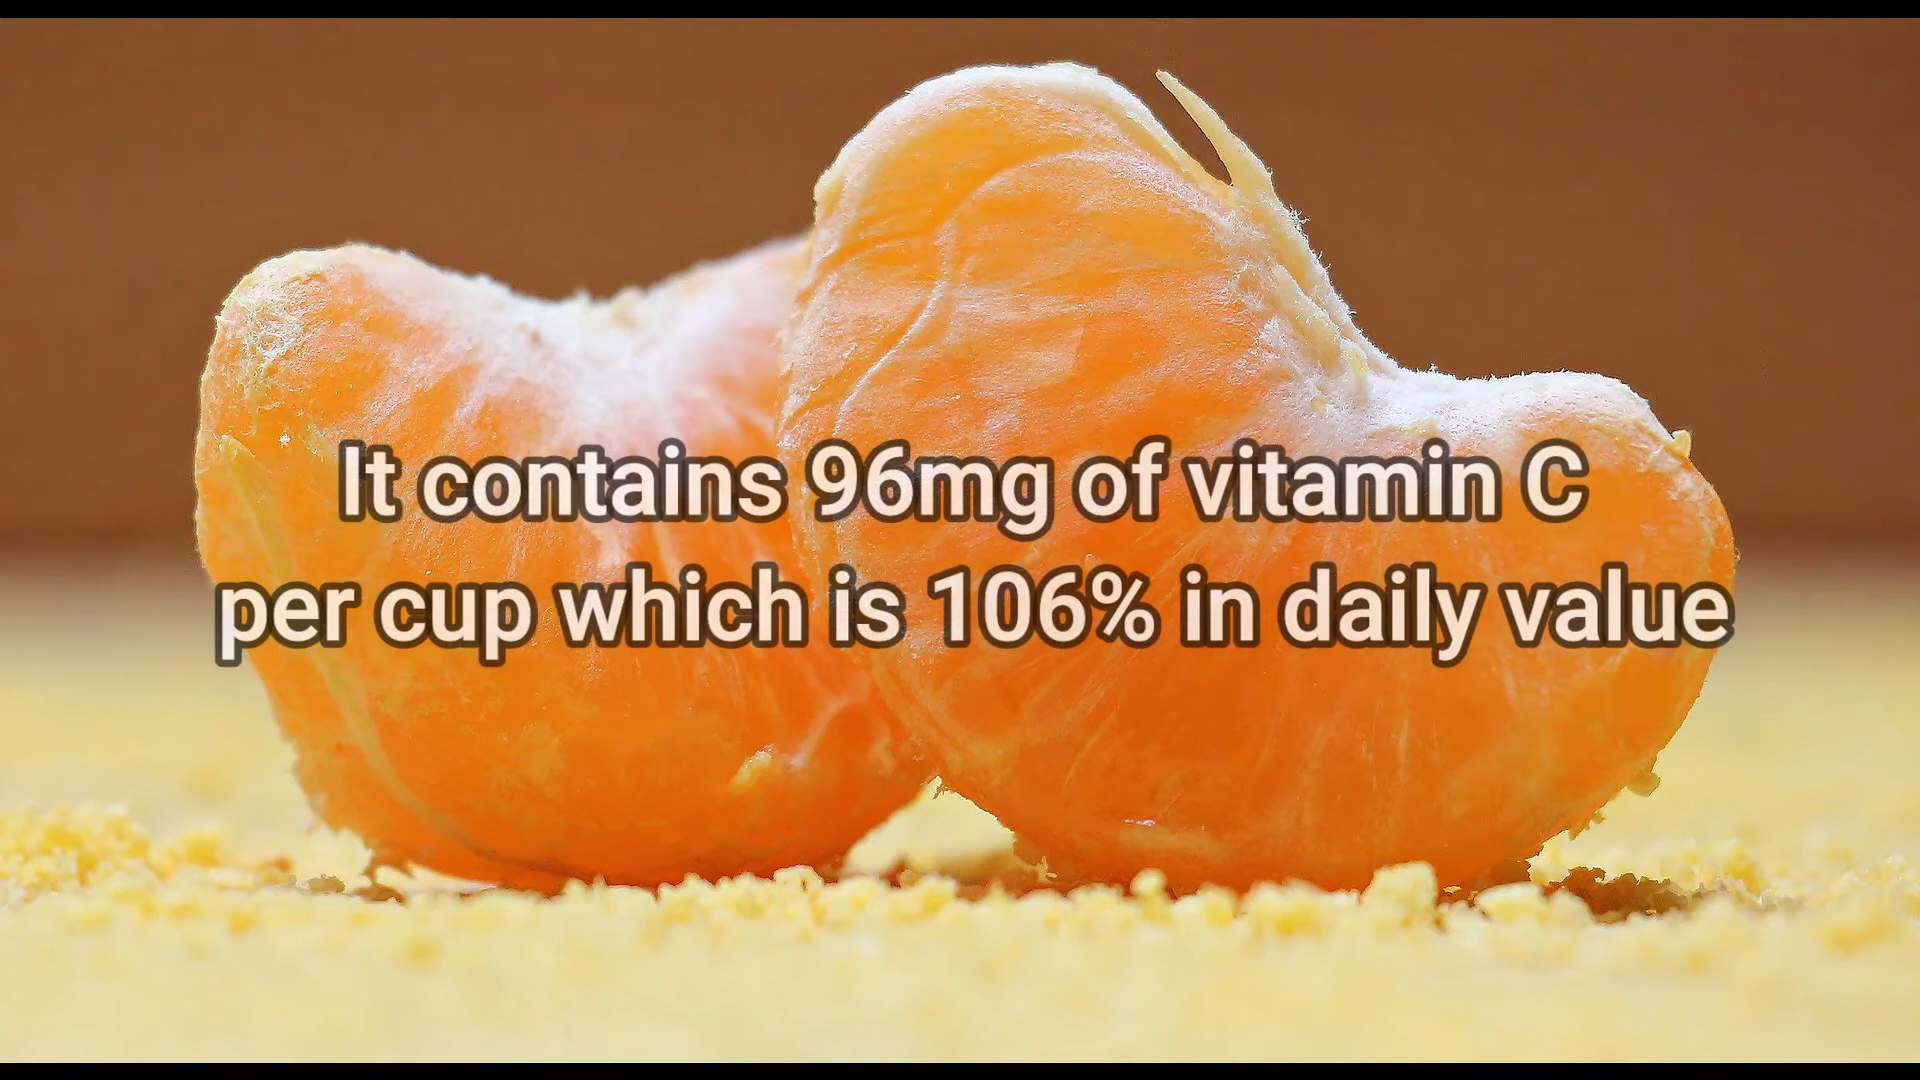 It contains 96mg of vitamin C
per cup which is 106% in daily value